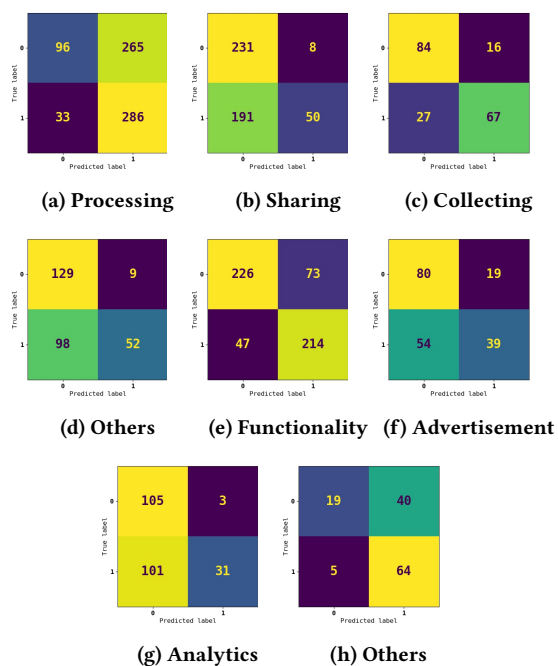 0 96 265
True label
1 33 286
0 1
Predicted label
(a) Processing
0 231 8
True label
1 191 50
0 1
Predicted label
(b) Sharing
0 84 16
True label
1 27 67
0 1
Predicted label
(c) Collecting
0 129 9
True label
1 98 52
0 1
Predicted label
(d) Others
0 226 73
True label
1 47 214
0 1
Predicted label
(e) Functionality
0 80 19
True label
1 54 39
0 1
Predicted label
(f) Advertisement
0 105 3
True label
1 101 31
0 1
Predicted label
(g) Analytics
0 19 40
True label
1 5 64
0 1
Predicted label
(h) Others